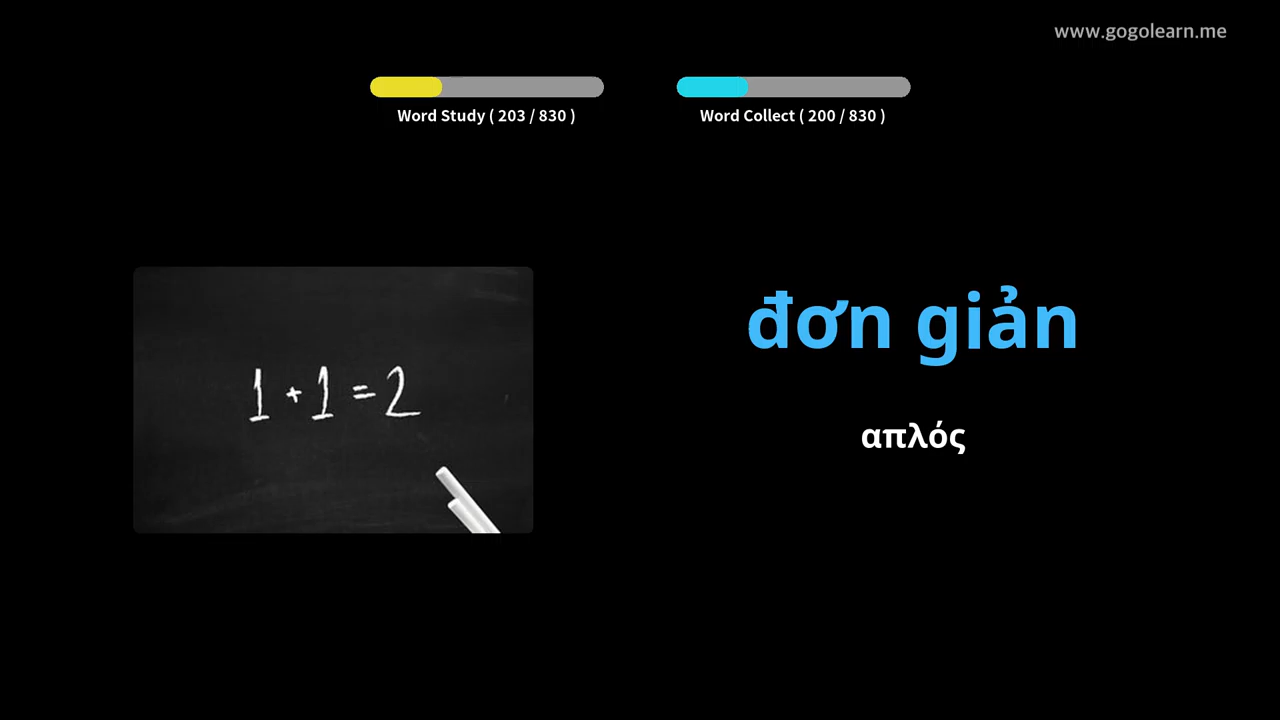 www.gogolearn.me
Word Study ( 203 / 830 )
Word Collect ( 200 / 830 )
1 + 1 = 2
đơn giản
απλός